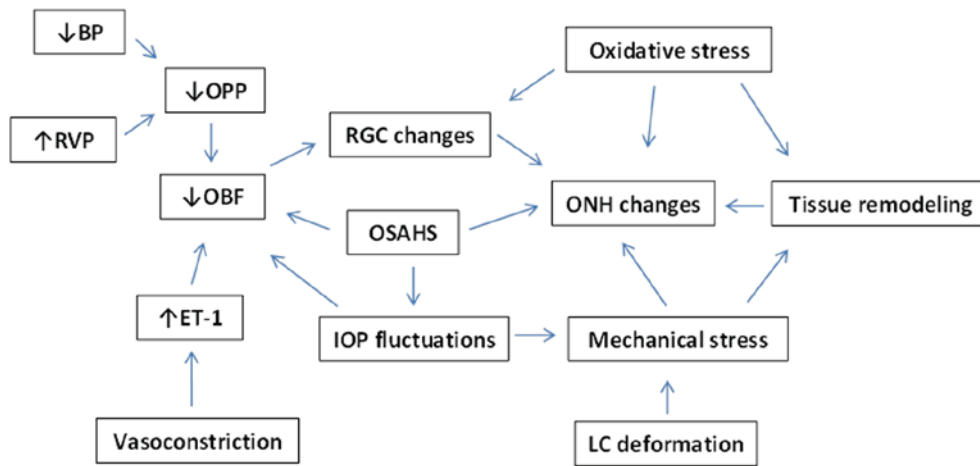 ↓BP
Oxidative stress
↓OPP
↑RVP
RGC changes
↓OBF
ONH changes
Tissue remodeling
OSAHS
↑ET-1
IOP fluctuations
Mechanical stress
Vasoconstriction
LC deformation